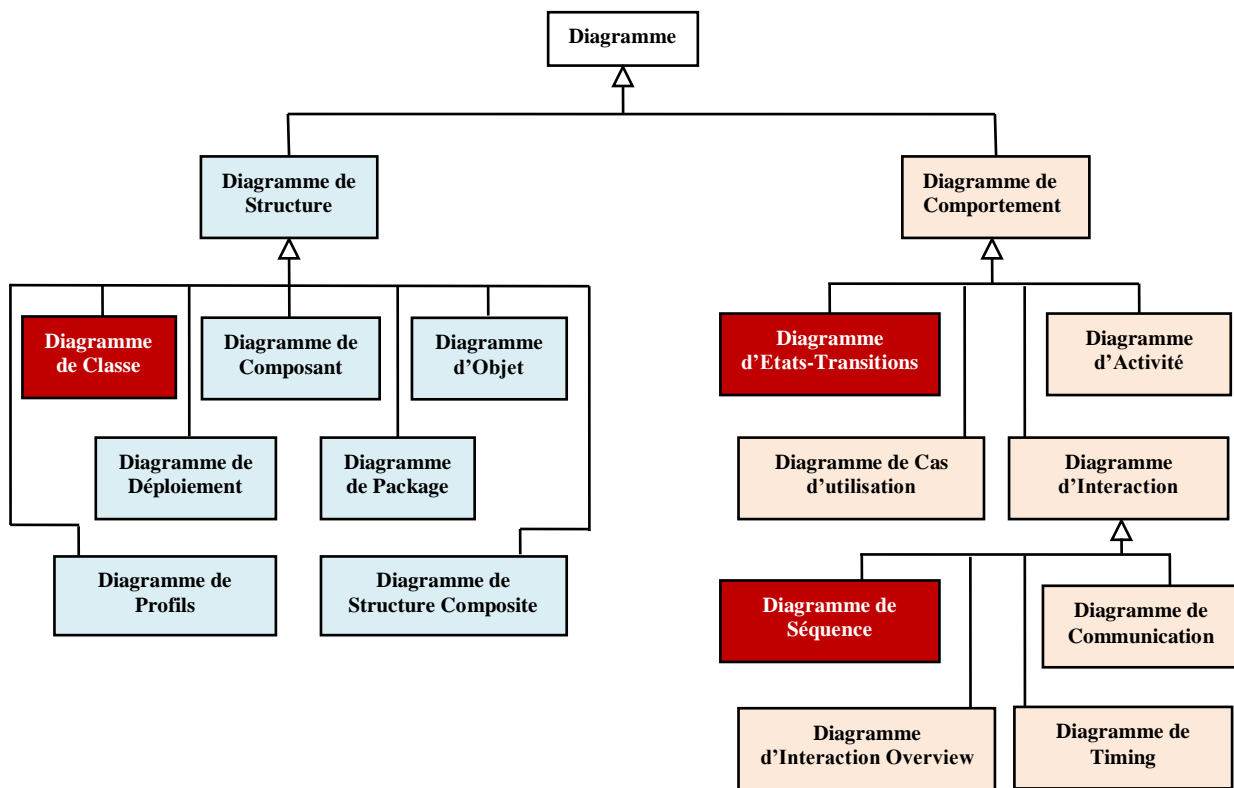 Diagramme
Diagramme de
Structure
Diagramme de
Comportement
Diagramme
de Classe
Diagramme de
Composant
Diagramme
d’Objet
Diagramme
d’Etats-Transitions
Diagramme
d’Activité
Diagramme de
Déploiement
Diagramme
de Package
Diagramme de Cas
d’utilisation
Diagramme
d’Interaction
Diagramme de
Profils
Diagramme de
Structure Composite
Diagramme de
Séquence
Diagramme de
Communication
Diagramme
d’Interaction Overview
Diagramme de
Timing